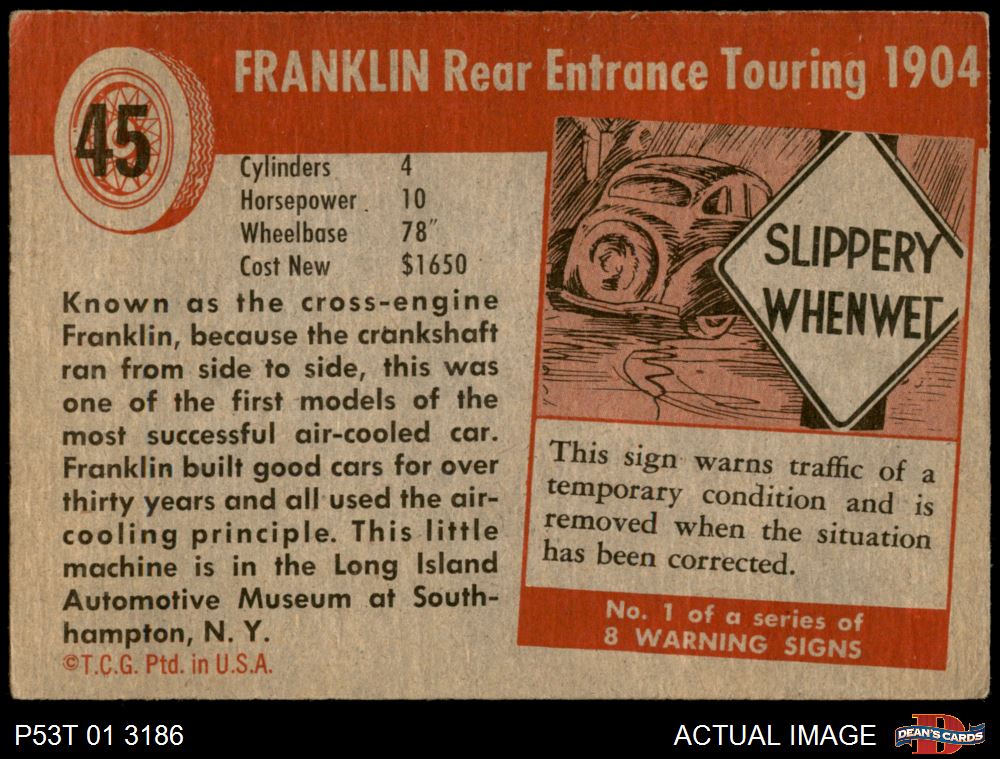 45
FRANKLIN Rear Entrance Touring 1904
Cylinders 4
Horsepower 10
Wheelbase 78"
Cost New $1650
Known as the cross-engine
Franklin, because the crankshaft
ran from side to side, this was
one of the first models of the
most successful air-cooled car.
Franklin built good cars for over
thirty years and all used the air-
cooling principle. This little
machine is in the Long Island
Automotive Museum at South-
hampton, N. Y.
©T.C.G. Ptd. in U.S.A.
SLIPPERY
WHEN WET
This sign warns traffic of a
temporary condition and is
removed when the situation
has been corrected.
No. 1 of a series of
8 WARNING SIGNS
P53T 01 3186
ACTUAL IMAGE
D
DEAN'S CARDS